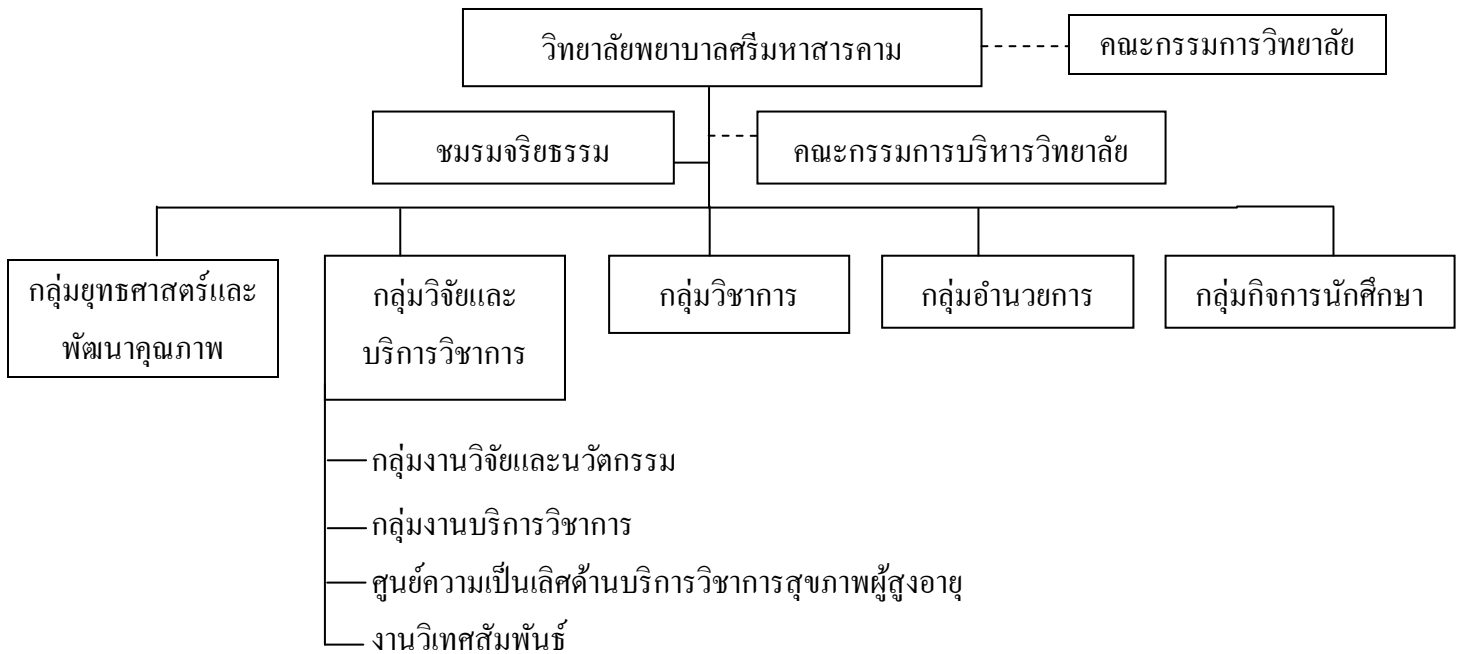 วิทยาลัยพยาบาลศรีมหาสารคาม
คณะกรรมการวิทยาลัย
ชมรมจริยธรรม
คณะกรรมการบริหารวิทยาลัย
กลุ่มยุทธศาสตร์และ
พัฒนาคุณภาพ
กลุ่มวิจัยและ
บริการวิชาการ
กลุ่มวิชาการ
กลุ่มอำนวยการ
กลุ่มกิจการนักศึกษา
กลุ่มงานวิจัยและนวัตกรรม
กลุ่มงานบริการวิชาการ
ศูนย์ความเป็นเลิศด้านบริการวิชาการสุขภาพผู้สูงอายุ
งานวิเทศสัมพันธ์